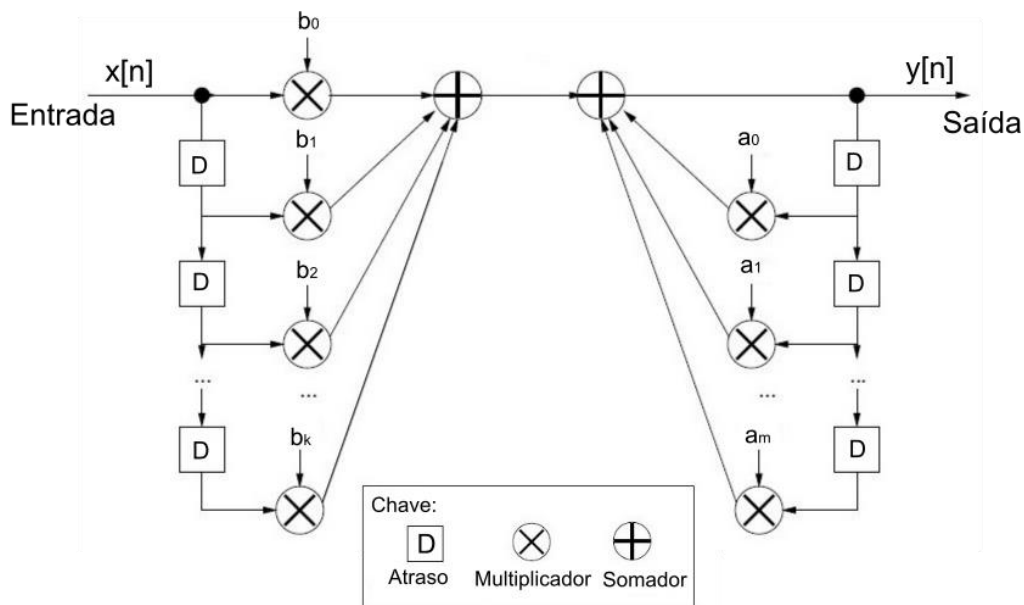 b₀
x[n]
y[n]
Entrada
Saída
b₁
a₀
D
D
b₂
a₁
D
D
...
...
...
...
bₖ
aₘ
D
D
Chave:
D
Atraso
Multiplicador
Somador